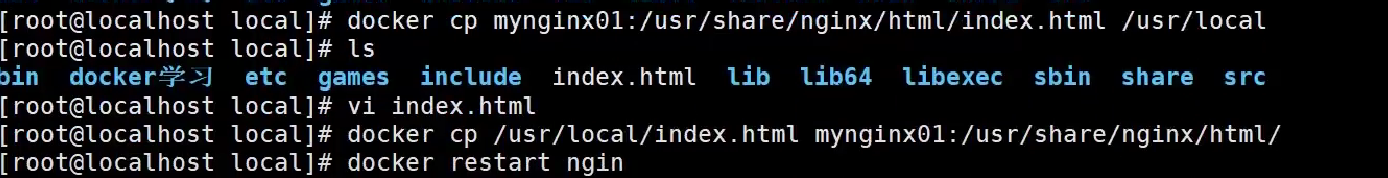 [root@localhost local]# docker cp mynginx01:/usr/share/nginx/html/index.html /usr/local
[root@localhost local]# ls
bin docker学习 etc games include index.html lib lib64 libexec sbin share src
[root@localhost local]# vi index.html
[root@localhost local]# docker cp /usr/local/index.html mynginx01:/usr/share/nginx/html/
[root@localhost local]# docker restart ngin